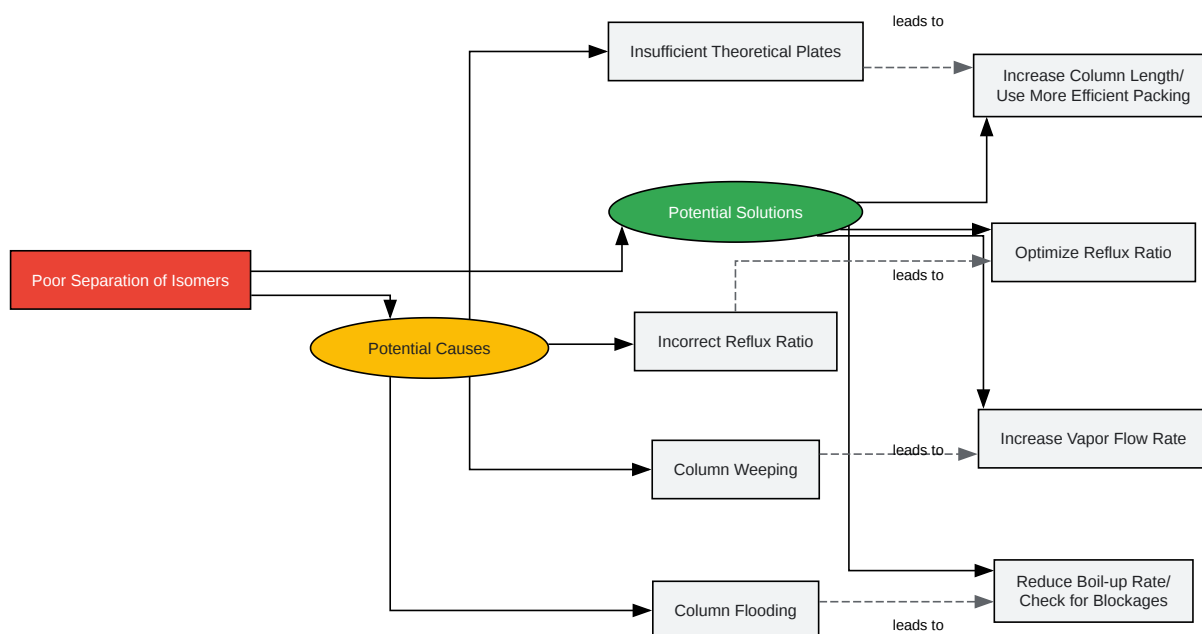 leads to
Insufficient Theoretical Plates
Increase Column Length/
Use More Efficient Packing
Potential Solutions
Poor Separation of Isomers
Optimize Reflux Ratio
leads to
Incorrect Reflux Ratio
Potential Causes
Increase Vapor Flow Rate
leads to
Column Weeping
Reduce Boil-up Rate/
Check for Blockages
Column Flooding
leads to